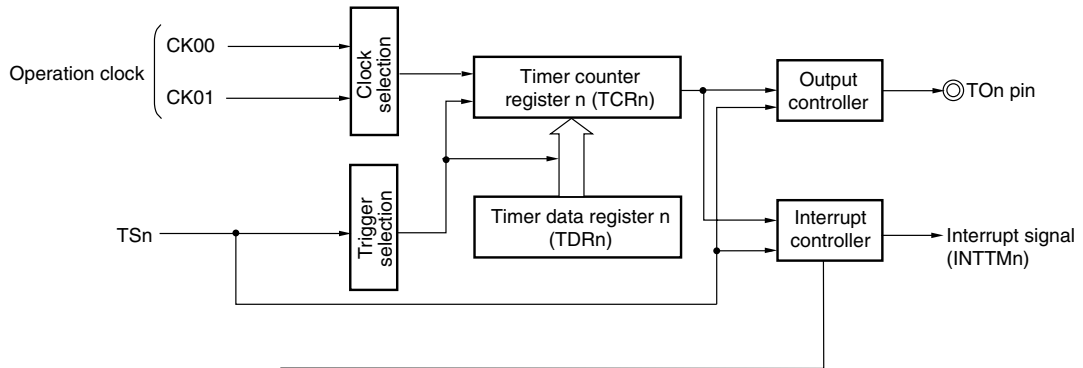 Operation clock
CK00
CK01
Clock
selection
Timer counter
register n (TCRn)
Output
controller
TOn pin
TSn
Trigger
selection
Timer data register n
(TDRn)
Interrupt
controller
Interrupt signal
(INTTMn)